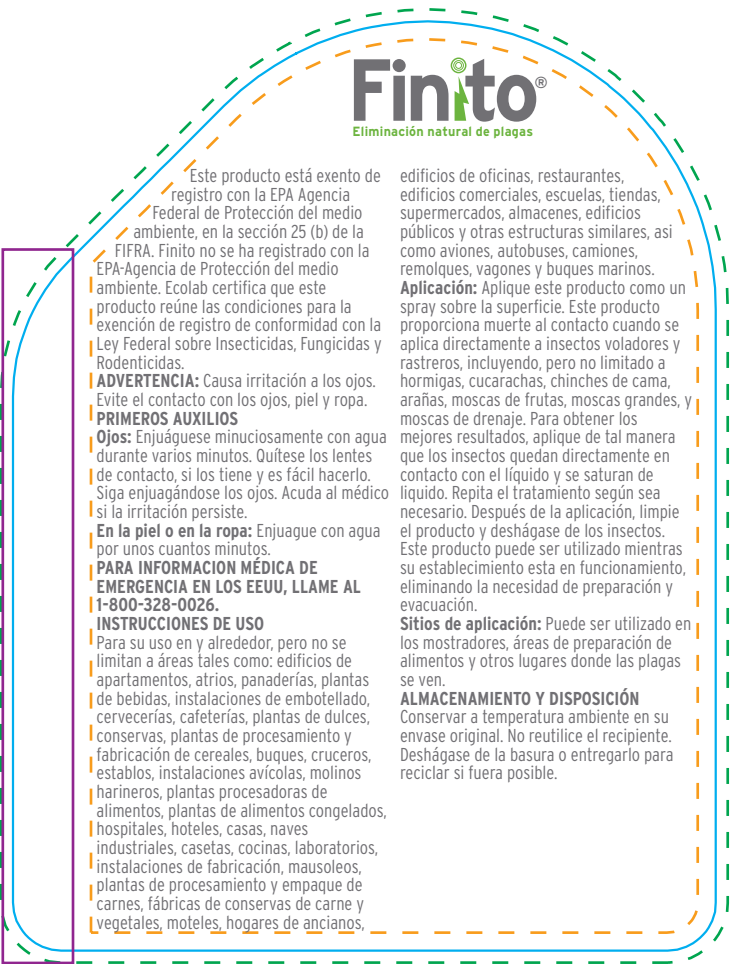 Finito®
Eliminación natural de plagas
Este producto está exento de
registro con la EPA Agencia
Federal de Protección del medio
ambiente, en la sección 25 (b) de la
FIFRA. Finito no se ha registrado con la
EPA-Agencia de Protección del medio
ambiente. Ecolab certifica que este
producto reúne las condiciones para la
exención de registro de conformidad con la
Ley Federal sobre Insecticidas, Fungicidas y
Rodenticidas.
ADVERTENCIA: Causa irritación a los ojos.
Evite el contacto con los ojos, piel y ropa.
PRIMEROS AUXILIOS
Ojos: Enjuáguese minuciosamente con agua
durante varios minutos. Quítese los lentes
de contacto, si los tiene y es fácil hacerlo.
Siga enjuagándose los ojos. Acuda al médico
si la irritación persiste.
En la piel o en la ropa: Enjuague con agua
por unos cuantos minutos.
PARA INFORMACION MÉDICA DE
EMERGENCIA EN LOS EEUU, LLAME AL
1-800-328-0026.
INSTRUCCIONES DE USO
Para su uso en y alrededor, pero no se
limitan a áreas tales como: edificios de
apartamentos, atrios, panaderías, plantas
de bebidas, instalaciones de embotellado,
cervecerías, cafeterías, plantas de dulces,
conservas, plantas de procesamiento y
fabricación de cereales, buques, cruceros,
establos, instalaciones avícolas, molinos
harineros, plantas procesadoras de
alimentos, plantas de alimentos congelados,
hospitales, hoteles, casas, naves
industriales, casetas, cocinas, laboratorios,
instalaciones de fabricación, mausoleos,
plantas de procesamiento y empaque de
carnes, fábricas de conservas de carne y
vegetales, moteles, hogares de ancianos,
edificios de oficinas, restaurantes,
edificios comerciales, escuelas, tiendas,
supermercados, almacenes, edificios
públicos y otras estructuras similares, asi
como aviones, autobuses, camiones,
remolques, vagones y buques marinos.
Aplicación: Aplique este producto como un
spray sobre la superficie. Este producto
proporciona muerte al contacto cuando se
aplica directamente a insectos voladores y
rastreros, incluyendo, pero no limitado a
hormigas, cucarachas, chinches de cama,
arañas, moscas de frutas, moscas grandes, y
moscas de drenaje. Para obtener los
mejores resultados, aplique de tal manera
que los insectos quedan directamente en
contacto con el líquido y se saturan de
liquido. Repita el tratamiento según sea
necesario. Después de la aplicación, limpie
el producto y deshágase de los insectos.
Este producto puede ser utilizado mientras
su establecimiento esta en funcionamiento,
eliminando la necesidad de preparación y
evacuación.
Sitios de aplicación: Puede ser utilizado en
los mostradores, áreas de preparación de
alimentos y otros lugares donde las plagas
se ven.
ALMACENAMIENTO Y DISPOSICIÓN
Conservar a temperatura ambiente en su
envase original. No reutilice el recipiente.
Deshágase de la basura o entregarlo para
reciclar si fuera posible.